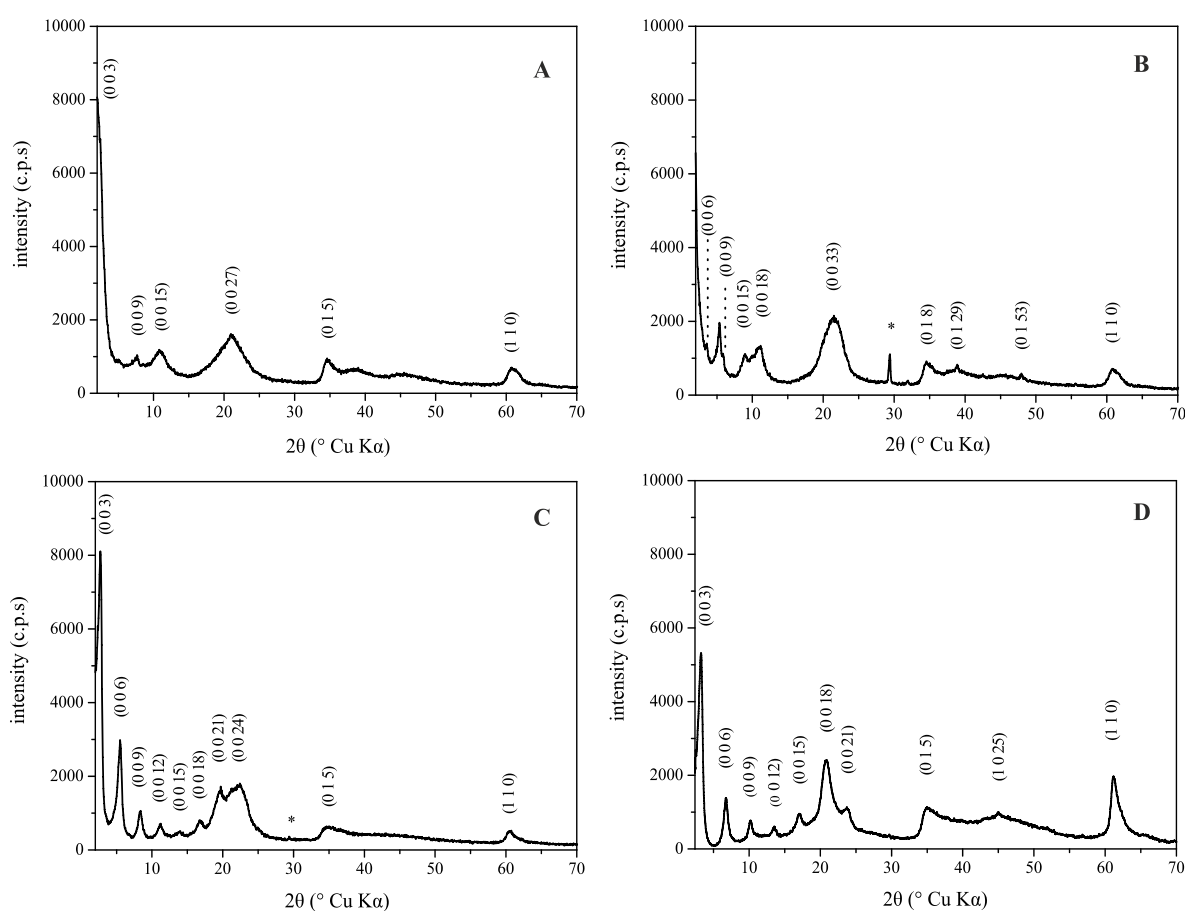 A
intensity (c.p.s)
10000
8000
6000
4000
2000
0
(0 0 3)
(0 0 9)
(0 0 15)
(0 0 27)
(0 1 5)
(1 1 0)
10 20 30 40 50 60 70
2θ (° Cu Kα)
B
intensity (c.p.s)
10000
8000
6000
4000
2000
0
(0 0 6)
(0 0 9)
(0 0 15)
(0 0 18)
(0 0 33)
*
(0 1 8)
(0 1 29)
(0 1 53)
(1 1 0)
10 20 30 40 50 60 70
2θ (° Cu Kα)
C
intensity (c.p.s)
10000
8000
6000
4000
2000
0
(0 0 3)
(0 0 6)
(0 0 9)
(0 0 12)
(0 0 15)
(0 0 18)
(0 0 21)
(0 0 24)
*
(0 1 5)
(1 1 0)
10 20 30 40 50 60 70
2θ (° Cu Kα)
D
intensity (c.p.s)
10000
8000
6000
4000
2000
0
(0 0 3)
(0 0 6)
(0 0 9)
(0 0 12)
(0 0 15)
(0 0 18)
(0 0 21)
(0 1 5)
(1 0 25)
(1 1 0)
10 20 30 40 50 60 70
2θ (° Cu Kα)